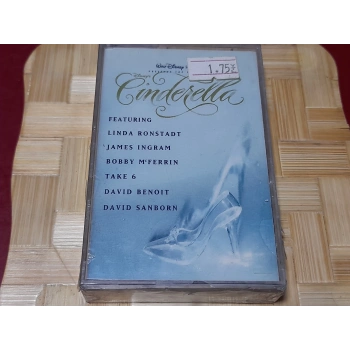 Walt Disney
Cinderella
1.75
FEATURING
LINDA RONSTADT
JAMES INGRAM
BOBBY McFERRIN
TAKE 6
DAVID BENOIT
DAVID SANBORN